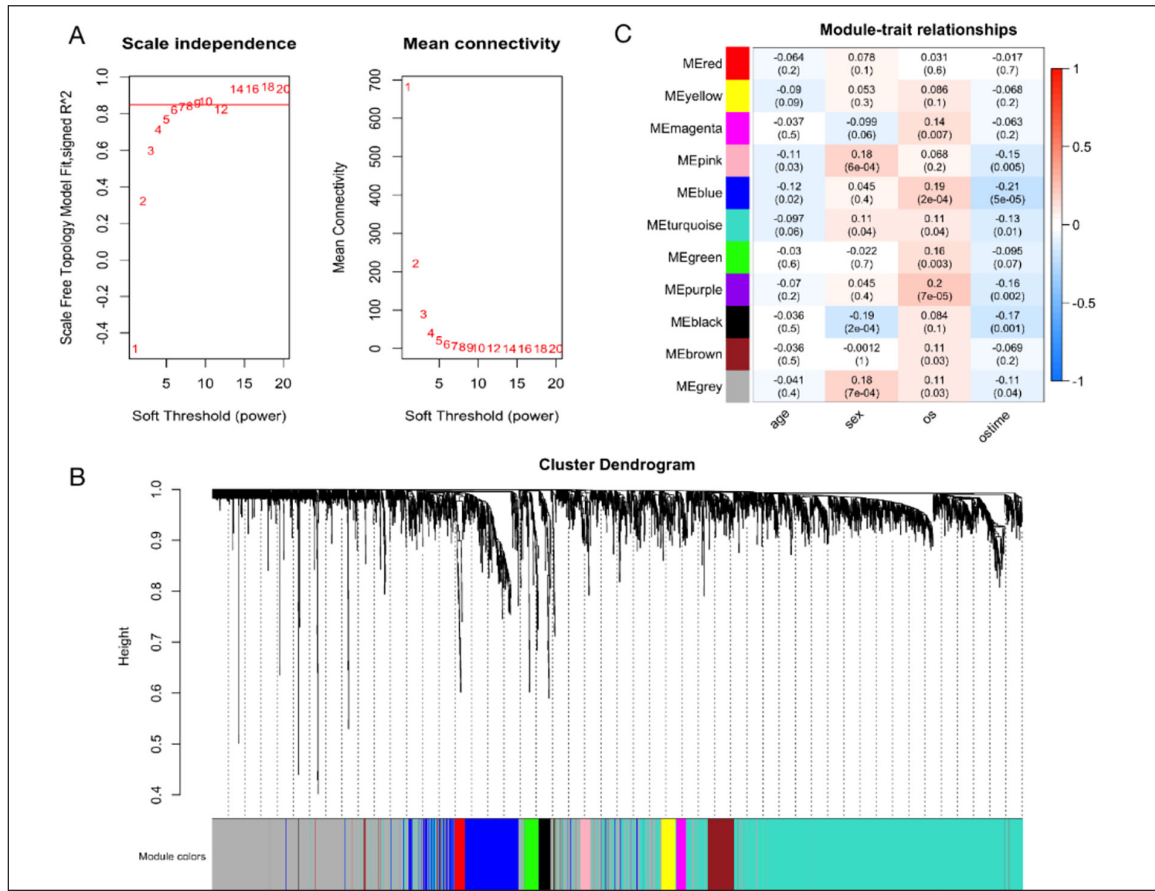 A
Scale independence
Scale Free Topology Model Fit,signed R^2
1.0
0.8
0.6
0.4
0.2
0.0
-0.2
-0.4
1
2
3
4
5
6
7
8
9
10
12
14
16
18
20
5 10 15 20
Soft Threshold (power)
Mean connectivity
Mean Connectivity
700
600
500
400
300
200
100
0
1
2
3
4
5
6
7
8
9
10
12
14
16
18
20
5 10 15 20
Soft Threshold (power)
C
Module-trait relationships
MEred -0.064 0.078 0.031 -0.017
(0.2) (0.1) (0.6) (0.7)
MEyellow -0.09 0.053 0.086 -0.068
(0.09) (0.3) (0.1) (0.2)
MEmagenta -0.037 -0.099 0.14 -0.063
(0.5) (0.06) (0.007) (0.2)
MEpink -0.11 0.18 0.068 -0.15
(0.03) (6e-04) (0.2) (0.005)
MEblue -0.12 0.045 0.19 -0.21
(0.02) (0.4) (2e-04) (5e-05)
MEturquoise -0.097 0.11 0.11 -0.13
(0.06) (0.04) (0.04) (0.01)
MEgreen -0.03 -0.022 0.16 -0.095
(0.6) (0.7) (0.003) (0.07)
MEpurple -0.07 0.045 0.2 -0.16
(0.2) (0.4) (7e-05) (0.002)
MEblack -0.036 -0.19 0.084 -0.17
(0.5) (2e-04) (0.1) (0.001)
MEbrown -0.036 -0.0012 0.11 -0.069
(0.5) (1) (0.03) (0.2)
MEgrey -0.041 0.18 0.11 -0.11
(0.4) (7e-04) (0.03) (0.04)
age sex os ostime
1
0.5
0
-0.5
-1
B
Cluster Dendrogram
Height
1.0
0.9
0.8
0.7
0.6
0.5
0.4
Module colors